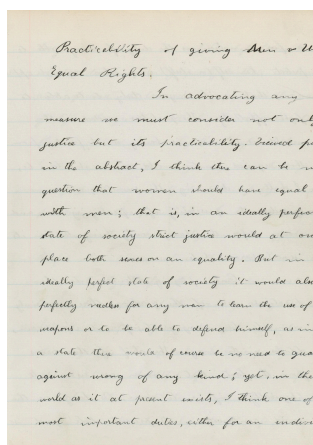 Practicability of giving Men & W
Equal Rights.
In advocating any
measure we must consider not only
justice but its practicability. Viewed pu
in the abstract, I think there can be n
question that women should have equal
with men; that is, in an ideally perfec
state of society strict justice would at on
place both sexes on an equality. But in
ideally perfect state of society it would also
perfectly needless for any man to learn the use of
weapons or to be able to defend himself, as in
a state there would of course be no need to guar
against wrong of any kind; yet, in the
world as it at present exists, I think one of
most important duties, either for an indivi